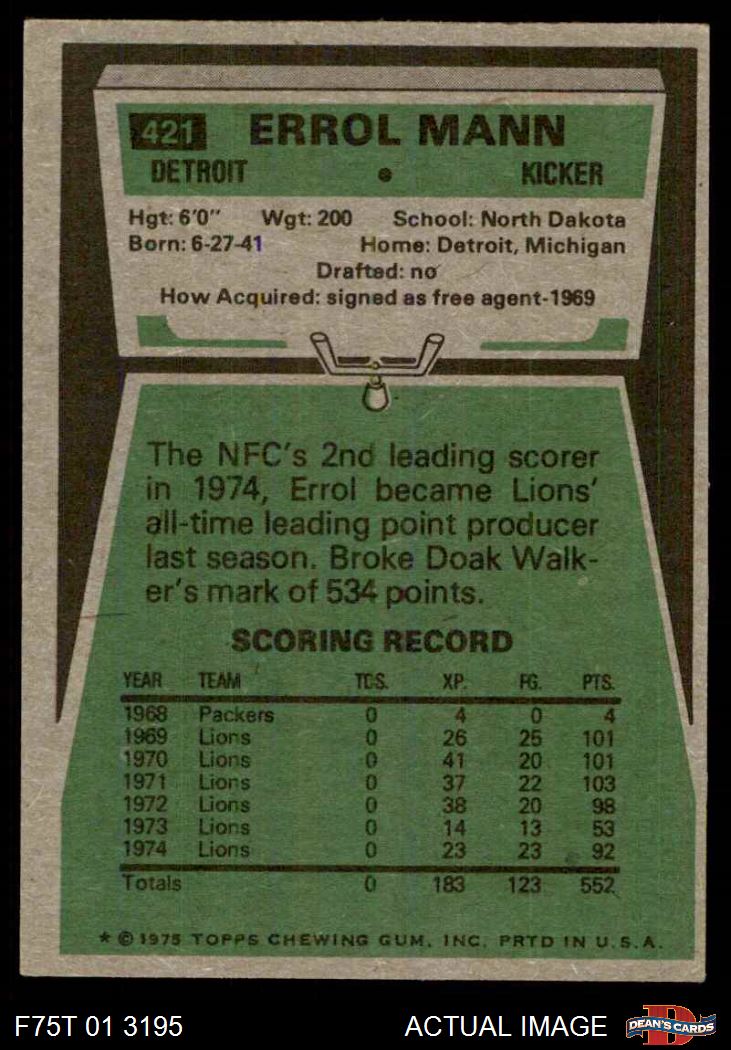 421 ERROL MANN
DETROIT • KICKER
Hgt: 6'0" Wgt: 200 School: North Dakota
Born: 6-27-41 Home: Detroit, Michigan
Drafted: no
How Acquired: signed as free agent-1969
The NFC's 2nd leading scorer
in 1974, Errol became Lions'
all-time leading point producer
last season. Broke Doak Walk-
er's mark of 534 points.
SCORING RECORD
YEAR TEAM TDS. XP. FG. PTS.
1968 Packers 0 4 0 4
1969 Lions 0 26 25 101
1970 Lions 0 41 20 101
1971 Lions 0 37 22 103
1972 Lions 0 38 20 98
1973 Lions 0 14 13 53
1974 Lions 0 23 23 92
Totals 0 183 123 552
* © 1975 TOPPS CHEWING GUM, INC. PRTD IN U.S.A.
F75T 01 3195 ACTUAL IMAGE D DEAN'S CARDS